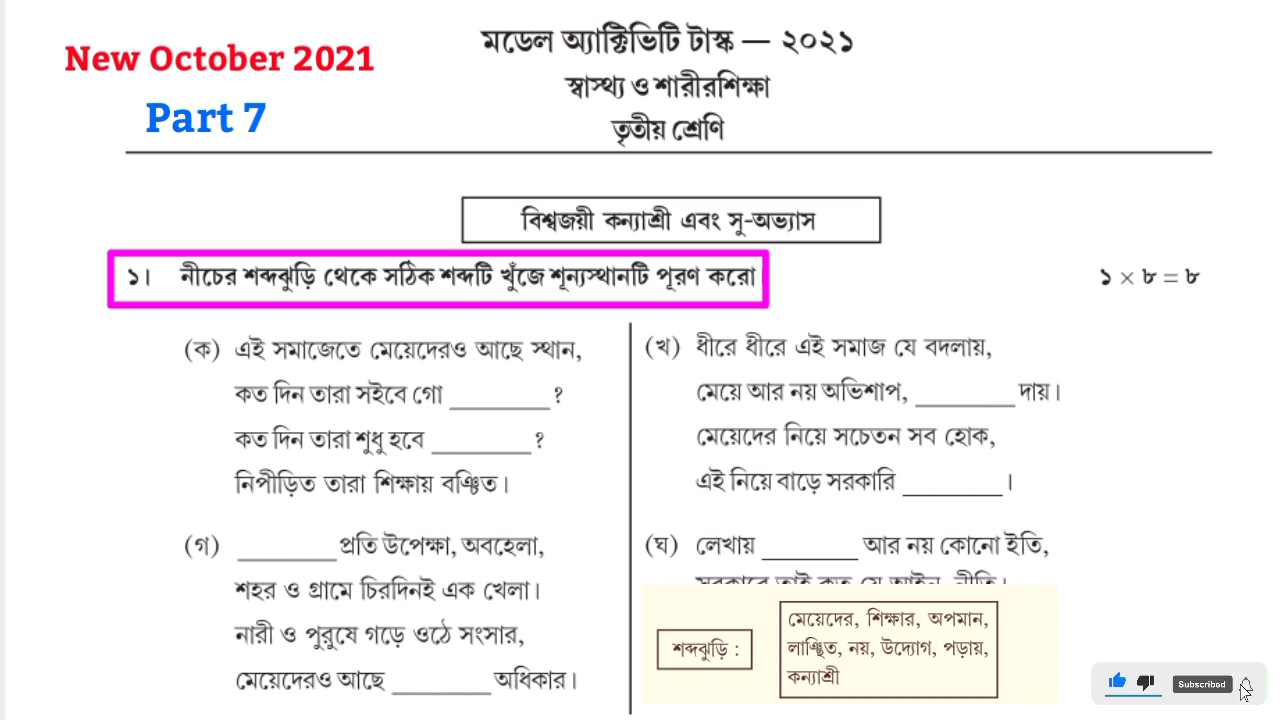 New October 2021
Part 7
মডেল অ্যাক্টিভিটি টাস্ক — ২০২১
স্বাস্থ্য ও শারীরশিক্ষা
তৃতীয় শ্রেণি
বিশ্বজয়ী কন্যাশ্রী এবং সু-অভ্যাস
১। নীচের শব্দঝুড়ি থেকে সঠিক শব্দটি খুঁজে শূন্যস্থানটি পূরণ করো
১ × ৮ = ৮
(ক) এই সমাজেতে মেয়েদেরও আছে স্থান,
কত দিন তারা সইবে গো ________ ?
কত দিন তারা শুধু হবে ________ ?
নিপীড়িত তারা শিক্ষায় বঞ্চিত।
(খ) ধীরে ধীরে এই সমাজ যে বদলায়,
মেয়ে আর নয় অভিশাপ, ________ দায়।
মেয়েদের নিয়ে সচেতন সব হোক,
এই নিয়ে বাড়ে সরকারি ________ ।
(গ) ________ প্রতি উপেক্ষা, অবহেলা,
শহর ও গ্রামে চিরদিনই এক খেলা।
নারী ও পুরুষে গড়ে ওঠে সংসার,
মেয়েদেরও আছে ________ অধিকার।
(ঘ) লেখায় ________ আর নয় কোনো ইতি,
সরকারে তাই কত যে আইন, নীতি।
শব্দঝুড়ি :
মেয়েদের, শিক্ষার, অপমান,
লাঞ্ছিত, নয়, উদ্যোগ, পড়ায়,
কন্যাশ্রী
Subscribed